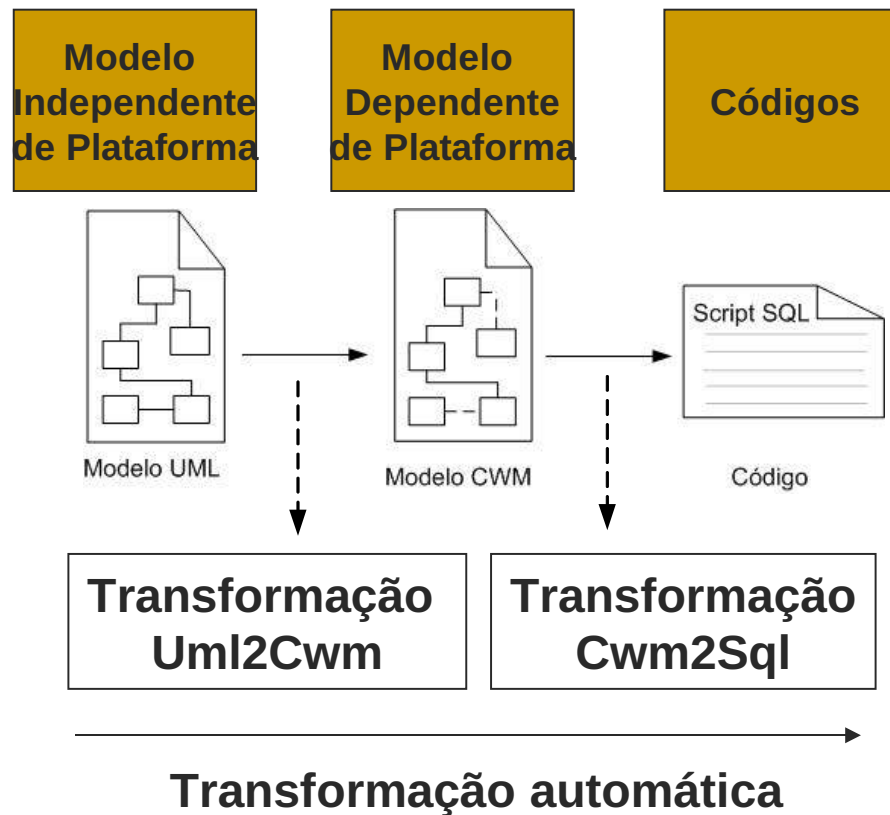 Modelo
Independente
de Plataforma
Modelo
Dependente
de Plataforma
Códigos
Script SQL
Modelo UML
Modelo CWM
Código
Transformação
Uml2Cwm
Transformação
Cwm2Sql
Transformação automática